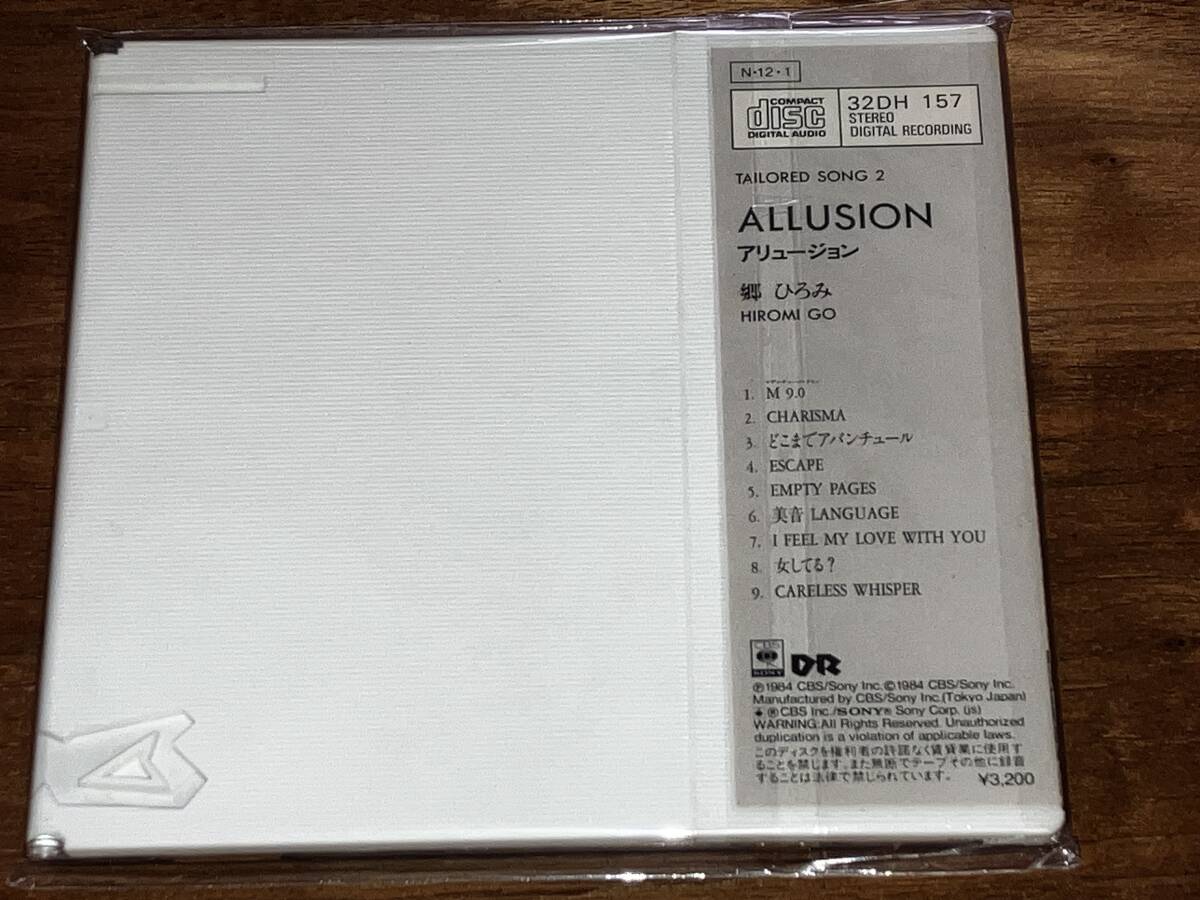 N・12・1
COMPACT
disc
DIGITAL AUDIO
32DH 157
STEREO
DIGITAL RECORDING
TAILORED SONG 2
ALLUSION
アリュージョン
郷 ひろみ
HIROMI GO
1. M 9.0
2. CHARISMA
3. どこまでアバンチュール
4. ESCAPE
5. EMPTY PAGES
6. 美音 LANGUAGE
7. I FEEL MY LOVE WITH YOU
8. 女してる?
9. CARELESS WHISPER
CBS
SONY
DR
℗1984 CBS/Sony Inc.©1984 CBS/Sony Inc.
Manufactured by CBS/Sony Inc.(Tokyo Japan)
®CBS Inc./SONY® Sony Corp. (js)
WARNING:All Rights Reserved. Unauthorized
duplication is a violation of applicable laws.
このディスクを権利者の許諾なく賃貸業に使用す
ることを禁じます。また無断でテープその他に録音
することは法律で禁じられています。
¥3,200